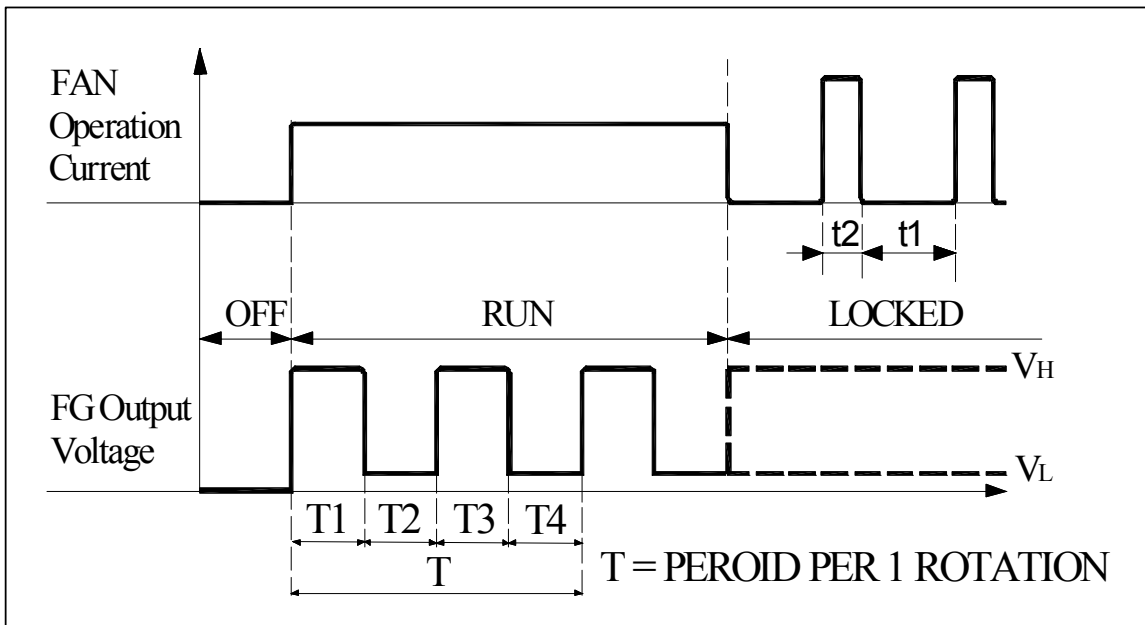 FAN
Operation
Current
t2 t1
OFF RUN LOCKED
VH
FG Output
Voltage
VL
T1 T2 T3 T4
T
T = PEROID PER 1 ROTATION